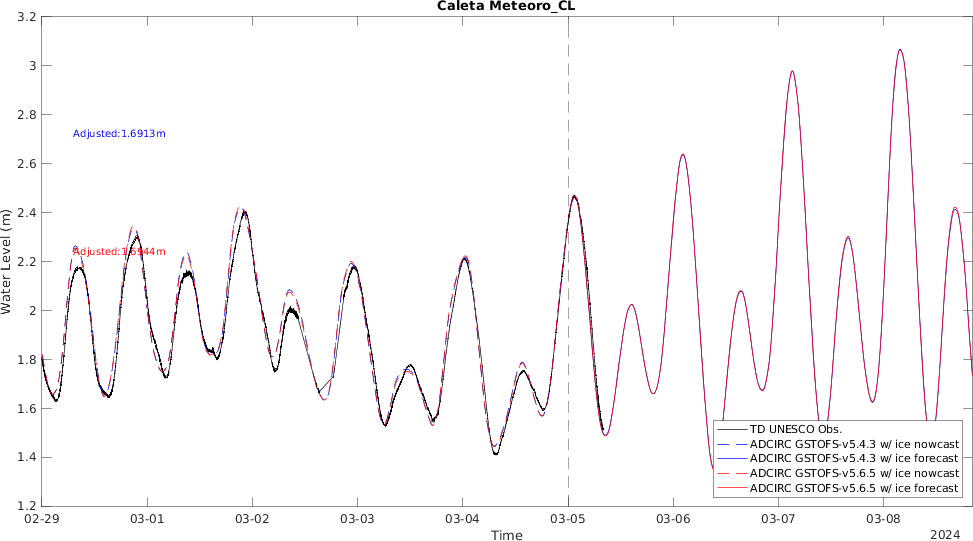 Caleta Meteoro_CL
3.2
3
2.8
2.6
2.4
2.2
2
1.8
1.6
1.4
1.2
Water Level (m)
Adjusted:1.6913m
Adjusted:1.6944m
TD UNESCO Obs.
ADCIRC GSTOFS-v5.4.3 w/ ice nowcast
ADCIRC GSTOFS-v5.4.3 w/ ice forecast
ADCIRC GSTOFS-v5.6.5 w/ ice nowcast
ADCIRC GSTOFS-v5.6.5 w/ ice forecast
02-29 03-01 03-02 03-03 03-04 03-05 03-06 03-07 03-08
Time
2024